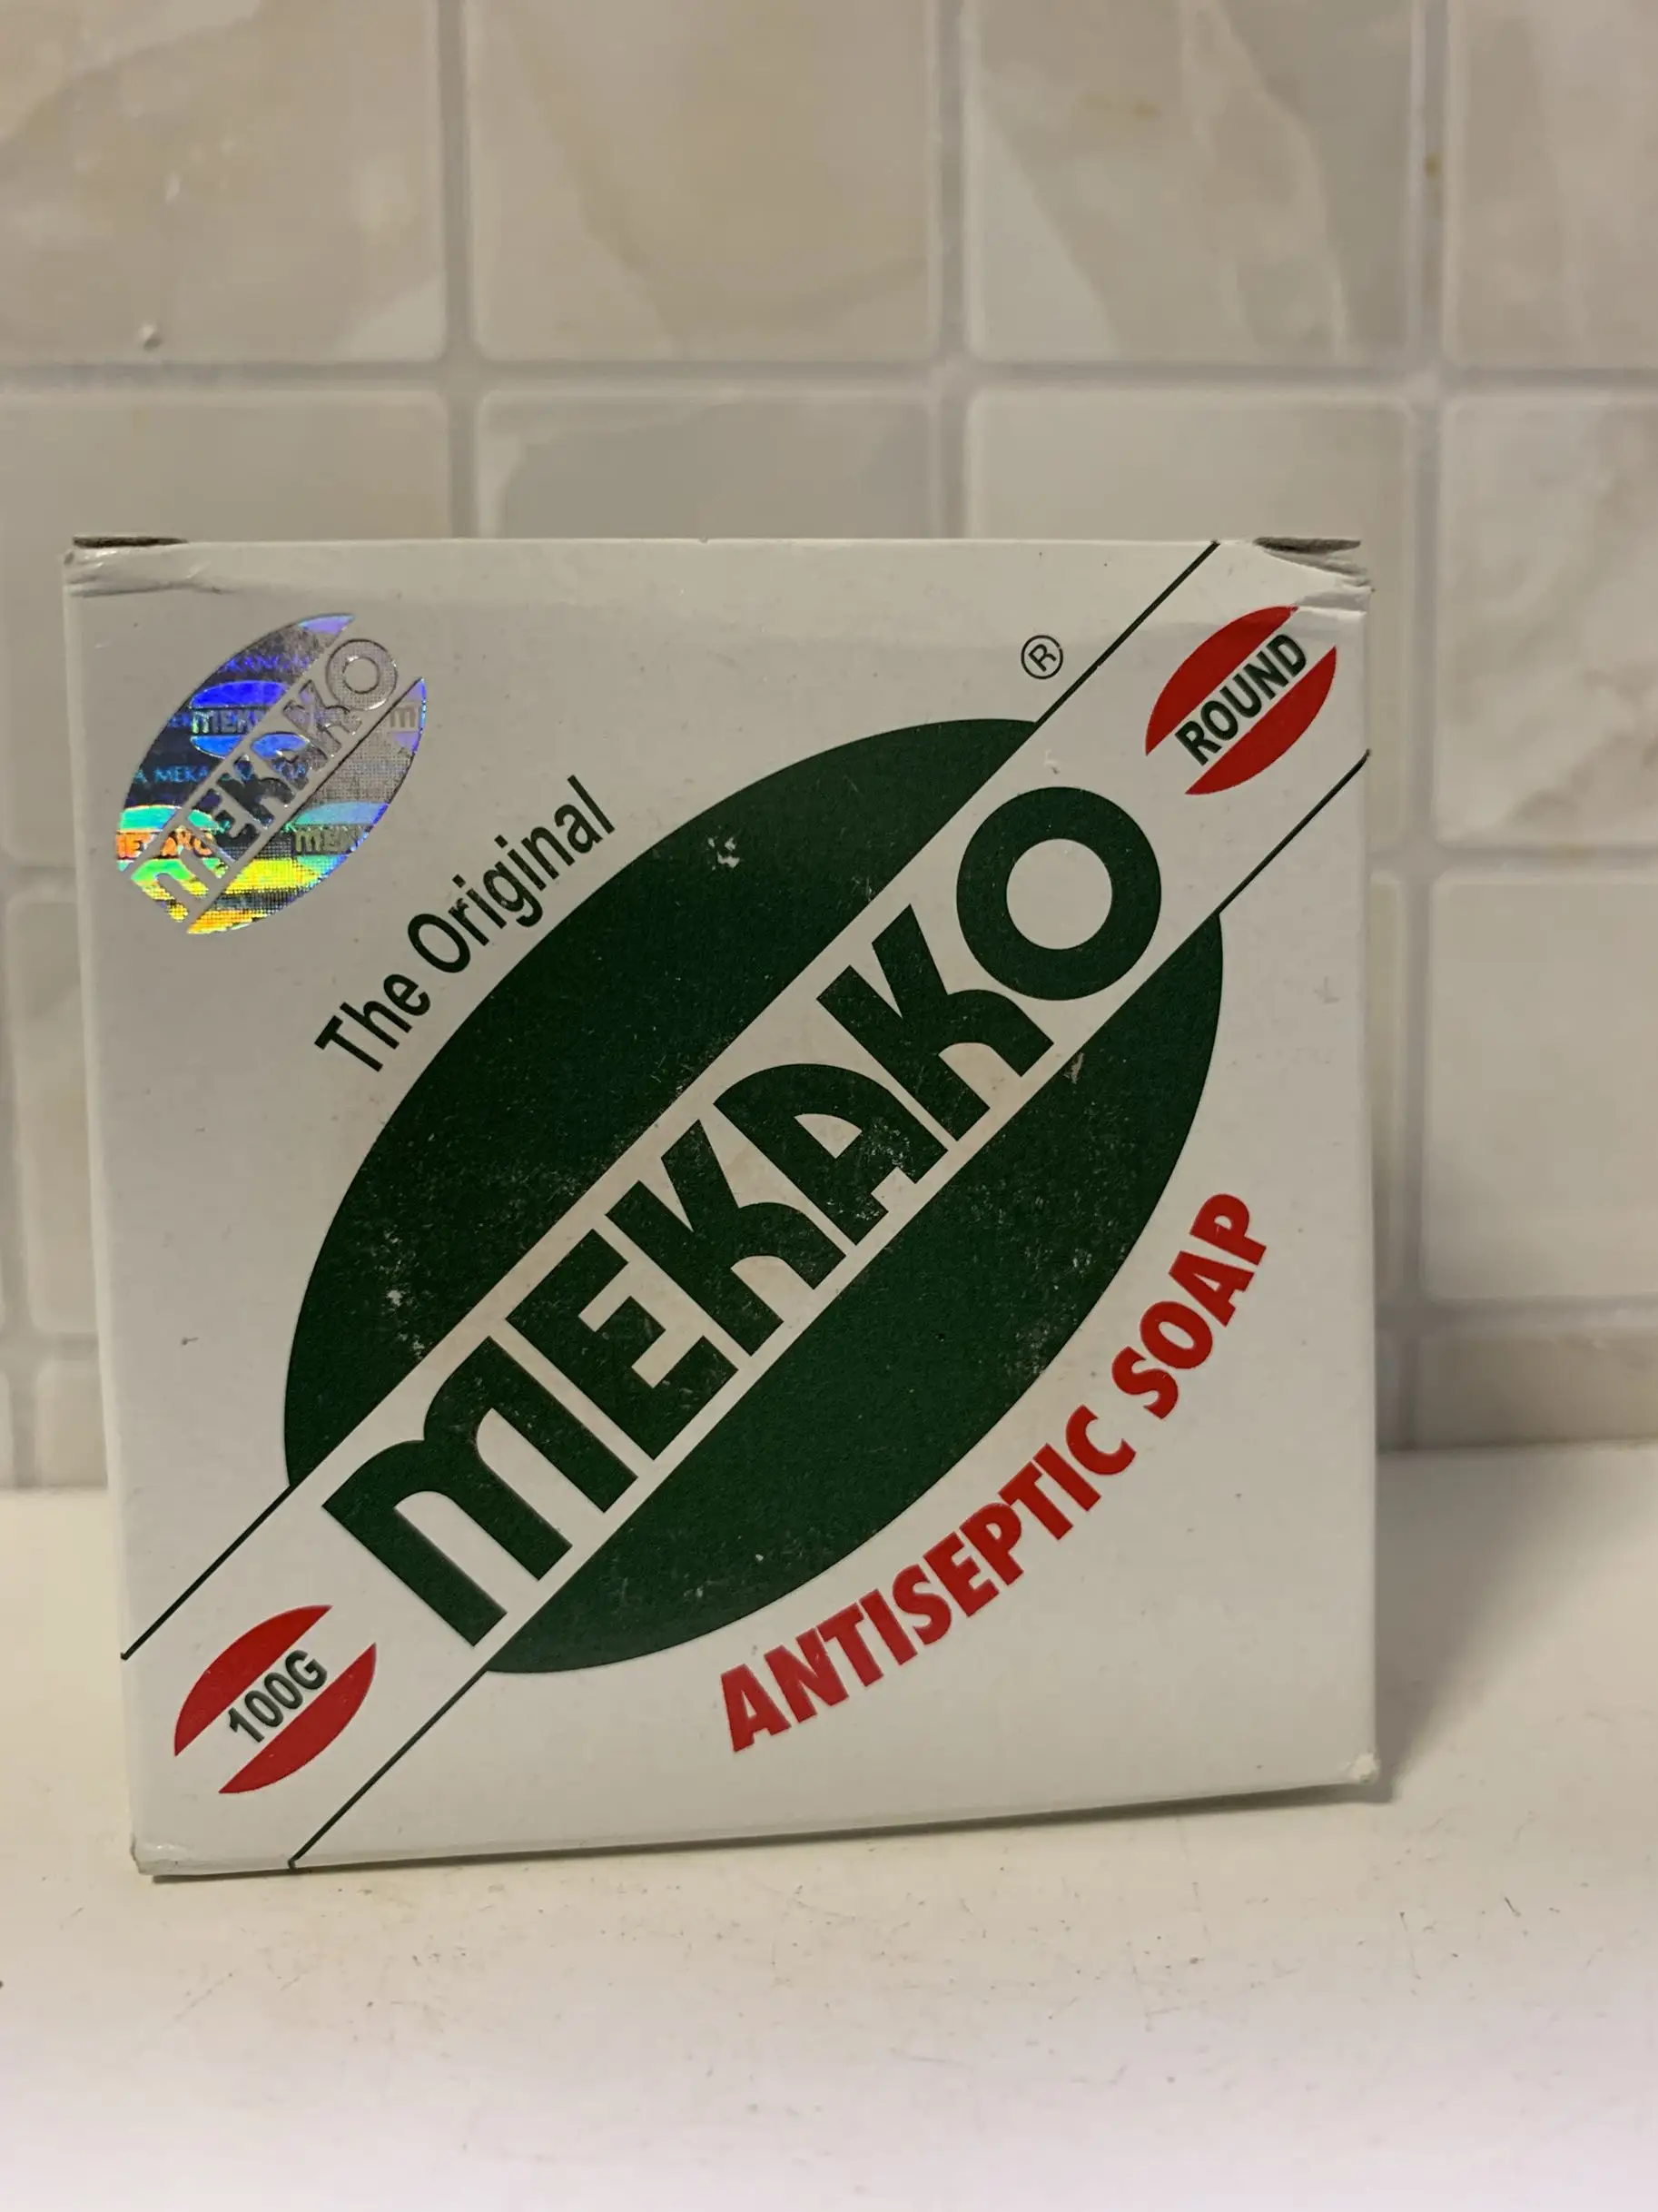 MEKAKO
The Original
®
ROUND
MEKAKO
100G
ANTISEPTIC SOAP